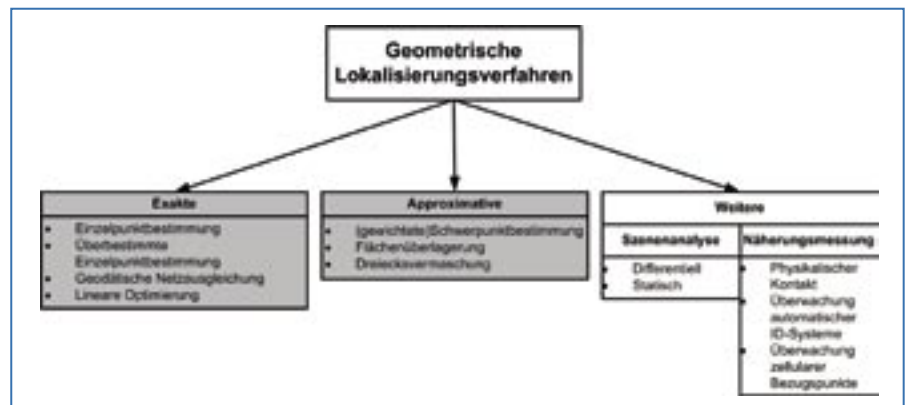 Geometrische
Lokalisierungsverfahren
Exakte
• Einzelpunktbestimmung
• Überbestimmte
Einzelpunktbestimmung
• Geodätische Netzausgleichung
• Lineare Optimierung
Approximative
• (gewichtete)Schwerpunktbestimmung
• Flächenüberlagerung
• Dreiecksvermaschung
Weitere
Szenenanalyse
• Differentiell
• Statisch
Näherungsmessung
• Physikalischer
Kontakt
• Überwachung
automatischer
ID-Systeme
• Überwachung
zellularer
Bezugspunkte